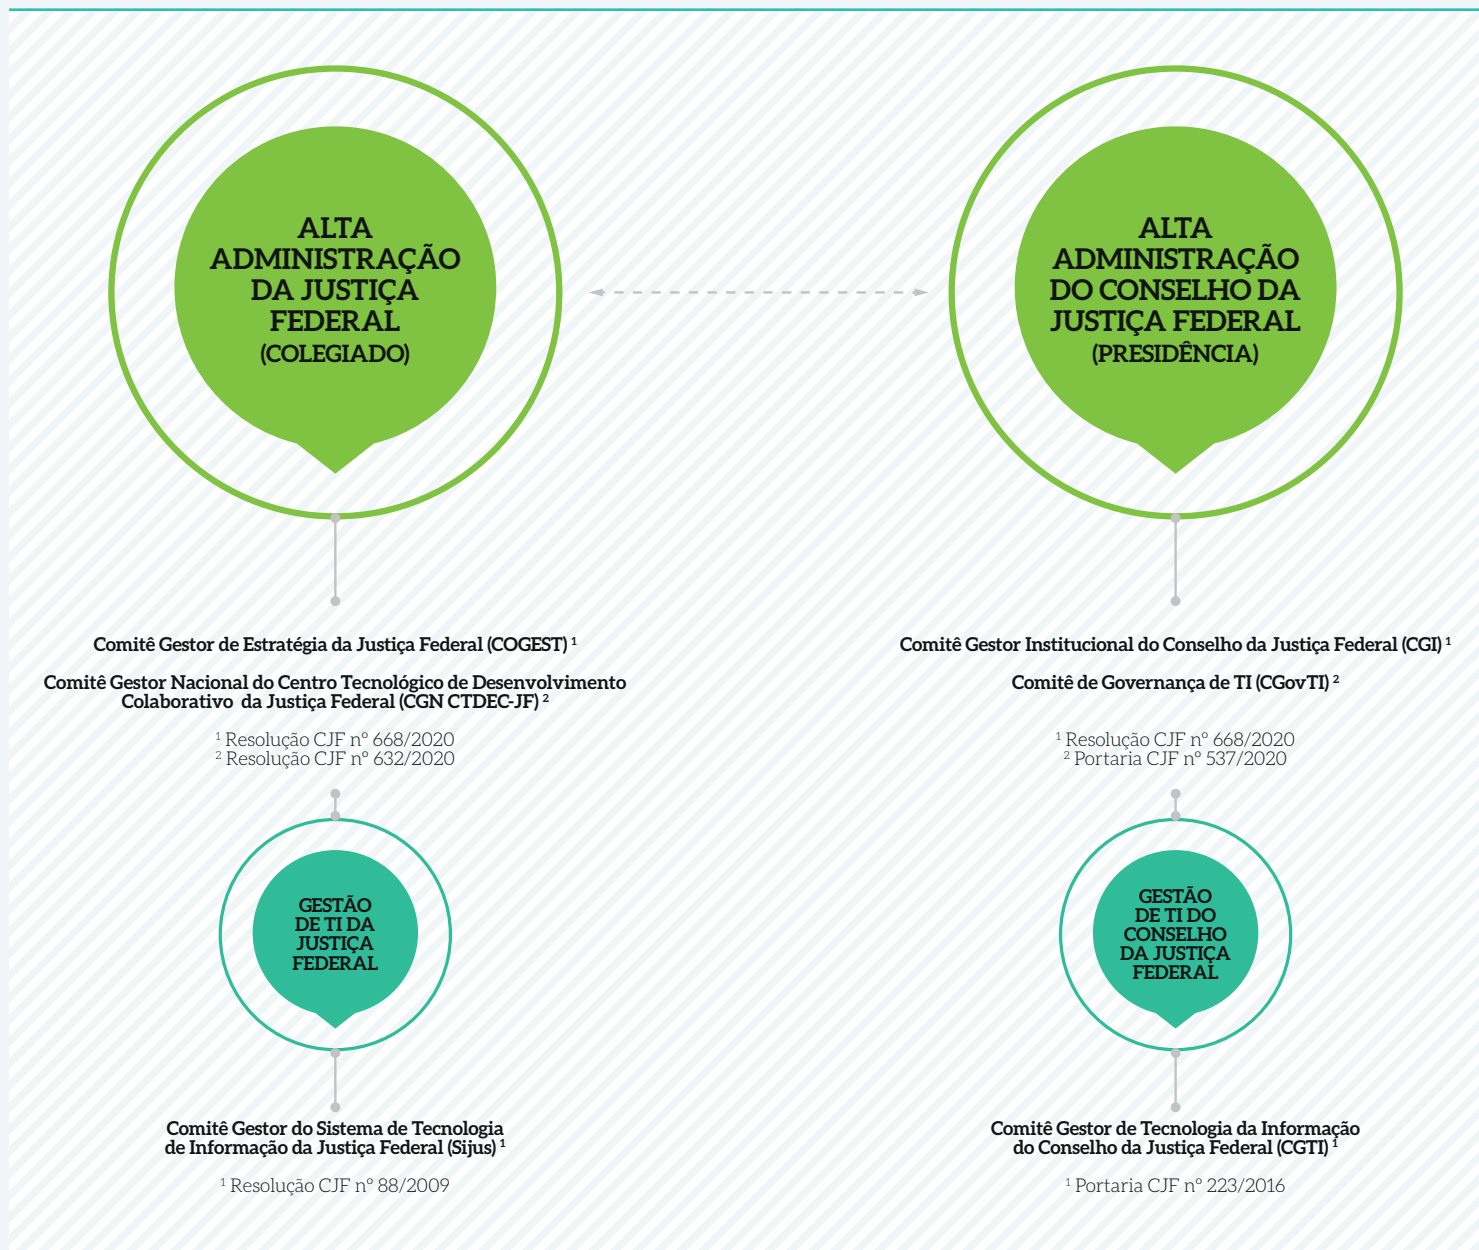 ALTA
ADMINISTRAÇÃO
DA JUSTIÇA
FEDERAL
(COLEGIADO)
Comitê Gestor de Estratégia da Justiça Federal (COGEST) ¹
Comitê Gestor Nacional do Centro Tecnológico de Desenvolvimento
Colaborativo da Justiça Federal (CGN CTDEC-JF) ²
¹ Resolução CJF nº 668/2020
² Resolução CJF nº 632/2020
GESTÃO
DE TI DA
JUSTIÇA
FEDERAL
Comitê Gestor do Sistema de Tecnologia
de Informação da Justiça Federal (Sijus) ¹
¹ Resolução CJF nº 88/2009
ALTA
ADMINISTRAÇÃO
DO CONSELHO DA
JUSTIÇA FEDERAL
(PRESIDÊNCIA)
Comitê Gestor Institucional do Conselho da Justiça Federal (CGI) ¹
Comitê de Governança de TI (CGovTI) ²
¹ Resolução CJF nº 668/2020
² Portaria CJF nº 537/2020
GESTÃO
DE TI DO
CONSELHO
DA JUSTIÇA
FEDERAL
Comitê Gestor de Tecnologia da Informação
do Conselho da Justiça Federal (CGTI) ¹
¹ Portaria CJF nº 223/2016